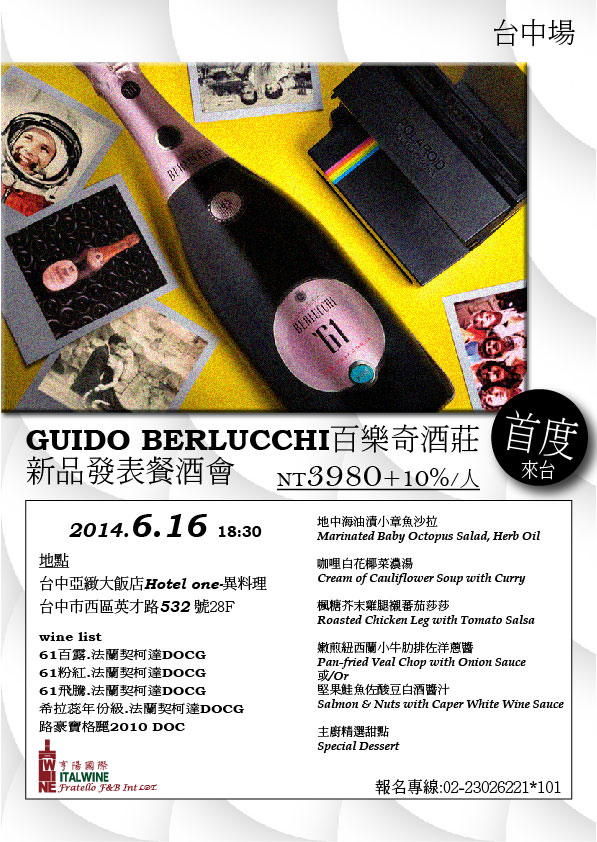 台中場
POLAROID
BERLUCCHI
BERLUCCHI
'61
GUIDO BERLUCCHI百樂奇酒莊
新品發表餐酒會 NT3980+10%/人
首度
來台
2014.6.16 18:30
地點
台中亞緻大飯店Hotel one-異料理
台中市西區英才路532 號28F
wine list
61百露.法蘭契柯達DOCG
61粉紅.法蘭契柯達DOCG
61飛騰.法蘭契柯達DOCG
希拉蕊年份級.法蘭契柯達DOCG
路豪寶格麗2010 DOC
地中海油漬小章魚沙拉
Marinated Baby Octopus Salad, Herb Oil
咖哩白花椰菜濃湯
Cream of Cauliflower Soup with Curry
楓糖芥末雞腿襯蕃茄莎莎
Roasted Chicken Leg with Tomato Salsa
嫩煎紐西蘭小牛肋排佐洋蔥醬
Pan-fried Veal Chop with Onion Sauce
或/Or
堅果鮭魚佐酸豆白酒醬汁
Salmon & Nuts with Caper White Wine Sauce
主廚精選甜點
Special Dessert
WINE
亨陽國際
ITALWINE
Fratello F&B Int LDT.
報名專線:02-23026221*101